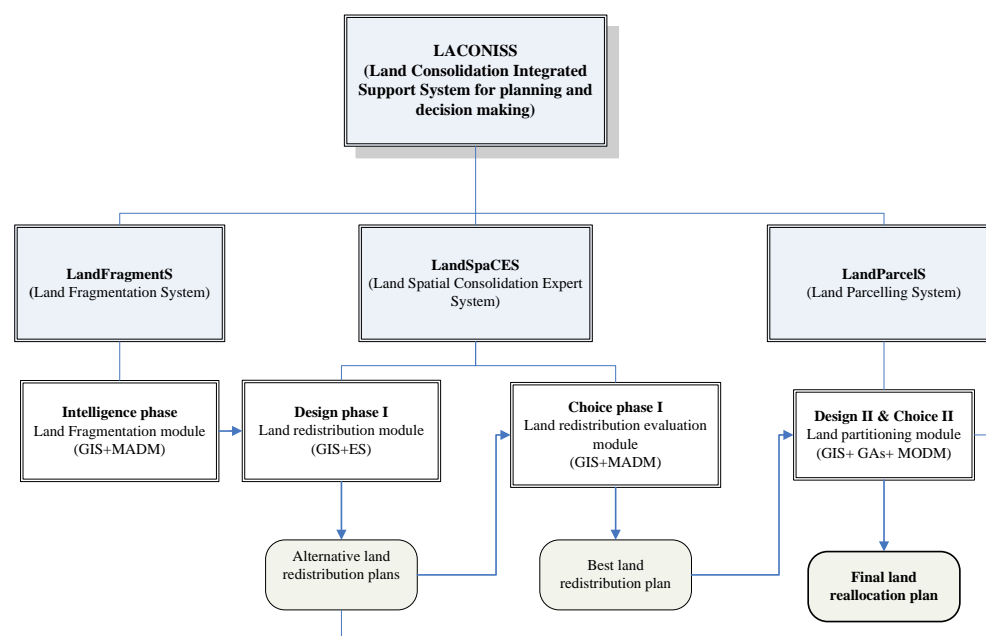 LACONISS
(Land Consolidation Integrated
Support System for planning and
decision making)
LandFragmentS
(Land Fragmentation System)
LandSpaCES
(Land Spatial Consolidation Expert
System)
LandParcelS
(Land Parcelling System)
Intelligence phase
Land Fragmentation module
(GIS+MADM)
Design phase I
Land redistribution module
(GIS+ES)
Choice phase I
Land redistribution evaluation
module
(GIS+MADM)
Design II & Choice II
Land partitioning module
(GIS+ GAs+ MODM)
Alternative land
redistribution plans
Best land
redistribution plan
Final land
reallocation plan